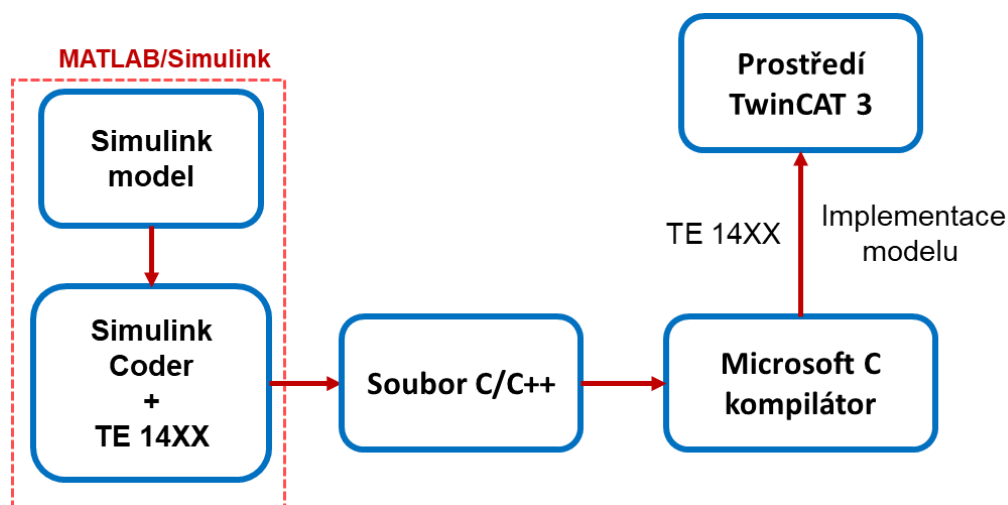 MATLAB/Simulink
Simulink
model
Simulink
Coder
+
TE 14XX
Soubor C/C++
Microsoft C
kompilátor
TE 14XX
Implementace
modelu
Prostředí
TwinCAT 3